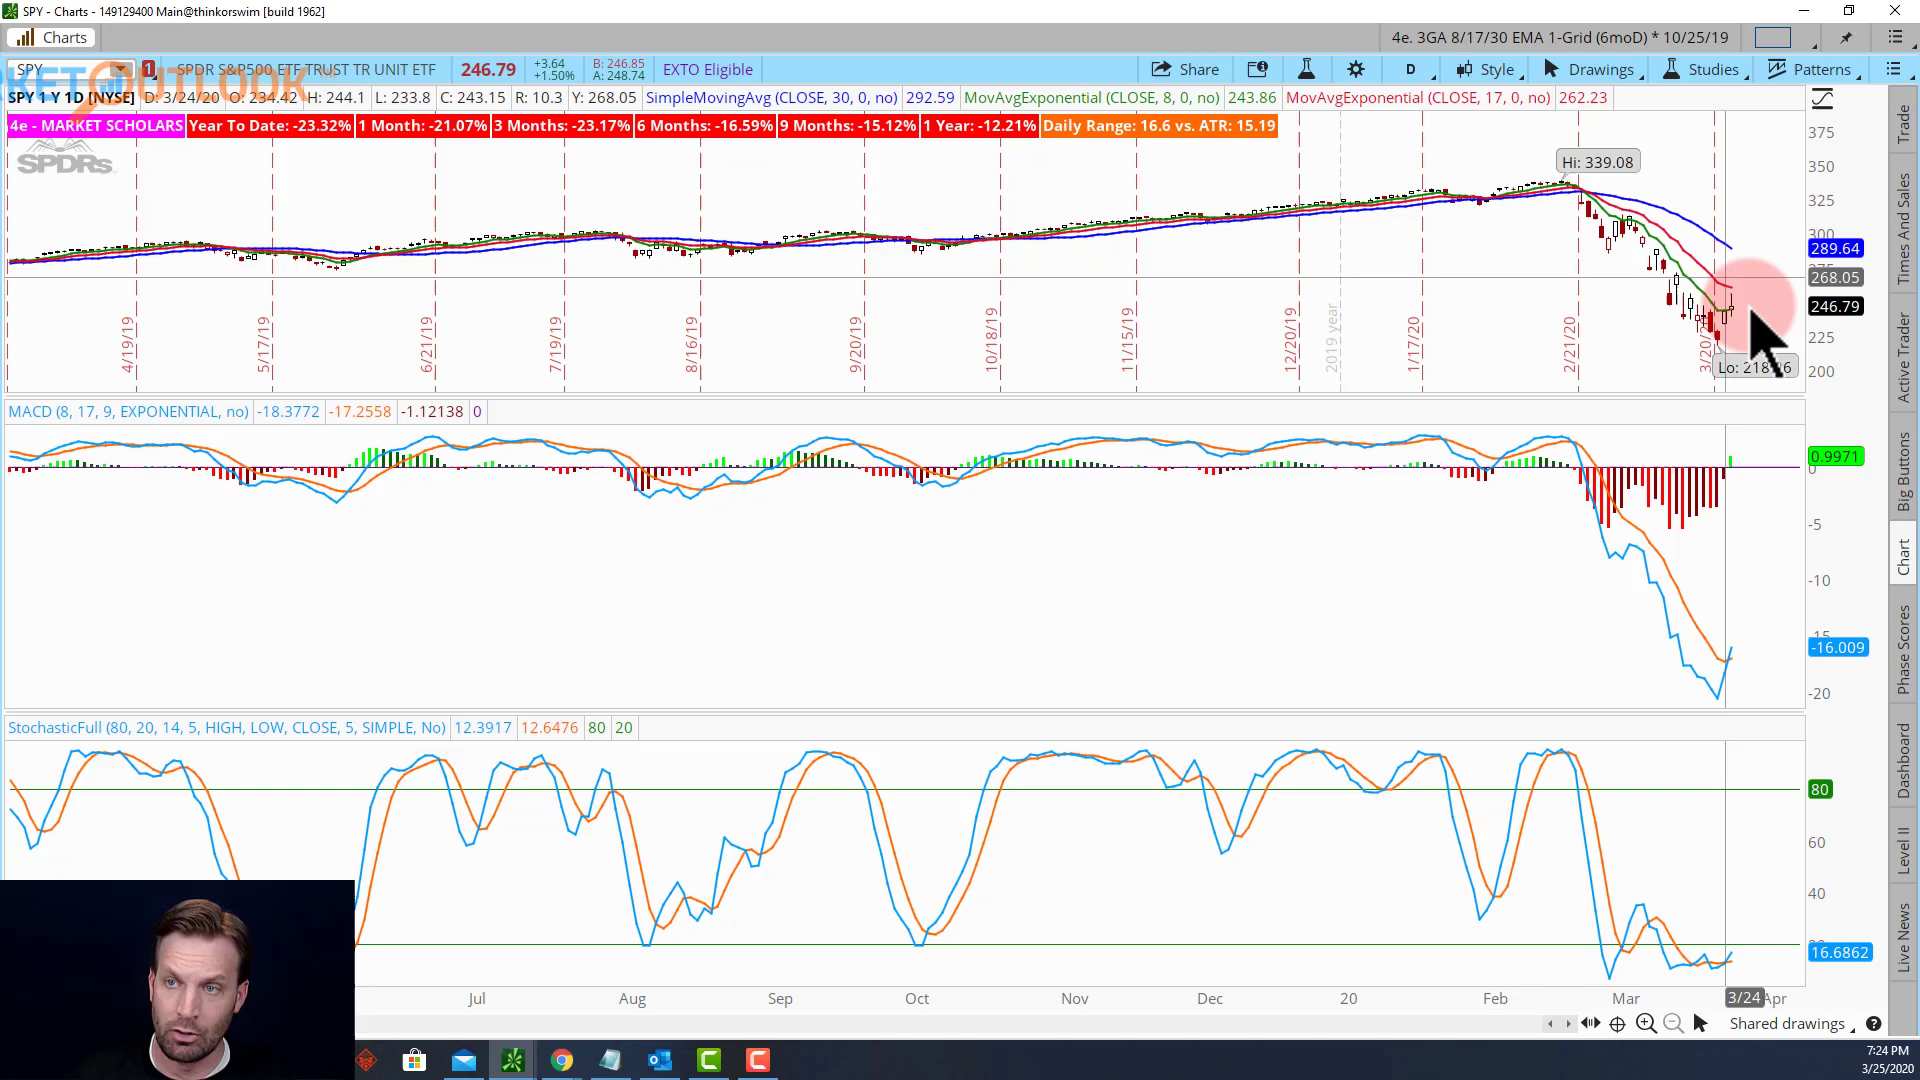 SPY - Charts - 149129400 Main@thinkorswim [build 1962]
Charts
4e. 3GA 8/17/30 EMA 1-Grid (6moD) * 10/25/19
SPY
1
SPDR S&P500 ETF TRUST TR UNIT ETF
246.79
+3.64
+1.50%
B: 246.85
A: 248.74
EXTO Eligible
Share
D
Style
Drawings
Studies
Patterns
KET OUTLOOK
SPY 1 Y 1D [NYSE] D: 3/24/20 O: 234.42 H: 244.1 L: 233.8 C: 243.15 R: 10.3 Y: 268.05 SimpleMovingAvg (CLOSE, 30, 0, no) 292.59 MovAvgExponential (CLOSE, 8, 0, no) 243.86 MovAvgExponential (CLOSE, 17, 0, no) 262.23
4e - MARKET SCHOLARS Year To Date: -23.32% 1 Month: -21.07% 3 Months: -23.17% 6 Months: -16.59% 9 Months: -15.12% 1 Year: -12.21% Daily Range: 16.6 vs. ATR: 15.19
SPDRs
Hi: 339.08
375
350
325
300
289.64
268.05
246.79
225
200
4/19/19
5/17/19
6/21/19
7/19/19
8/16/19
9/20/19
10/18/19
11/15/19
12/20/19
2019 year
1/17/20
2/21/20
MACD (8, 17, 9, EXPONENTIAL, no) -18.3772 -17.2558 -1.12138 0
0.9971
0
-5
-10
-15
-16.009
-20
StochasticFull (80, 20, 14, 5, HIGH, LOW, CLOSE, 5, SIMPLE, No) 12.3917 12.6476 80 20
80
60
40
16.6862
Jul Aug Sep Oct Nov Dec 20 Feb Mar 3/24 Apr
Shared drawings
Trade
Times And Sales
Active Trader
Big Buttons
Chart
Phase Scores
Dashboard
Level II
Live News
7:24 PM
3/25/2020